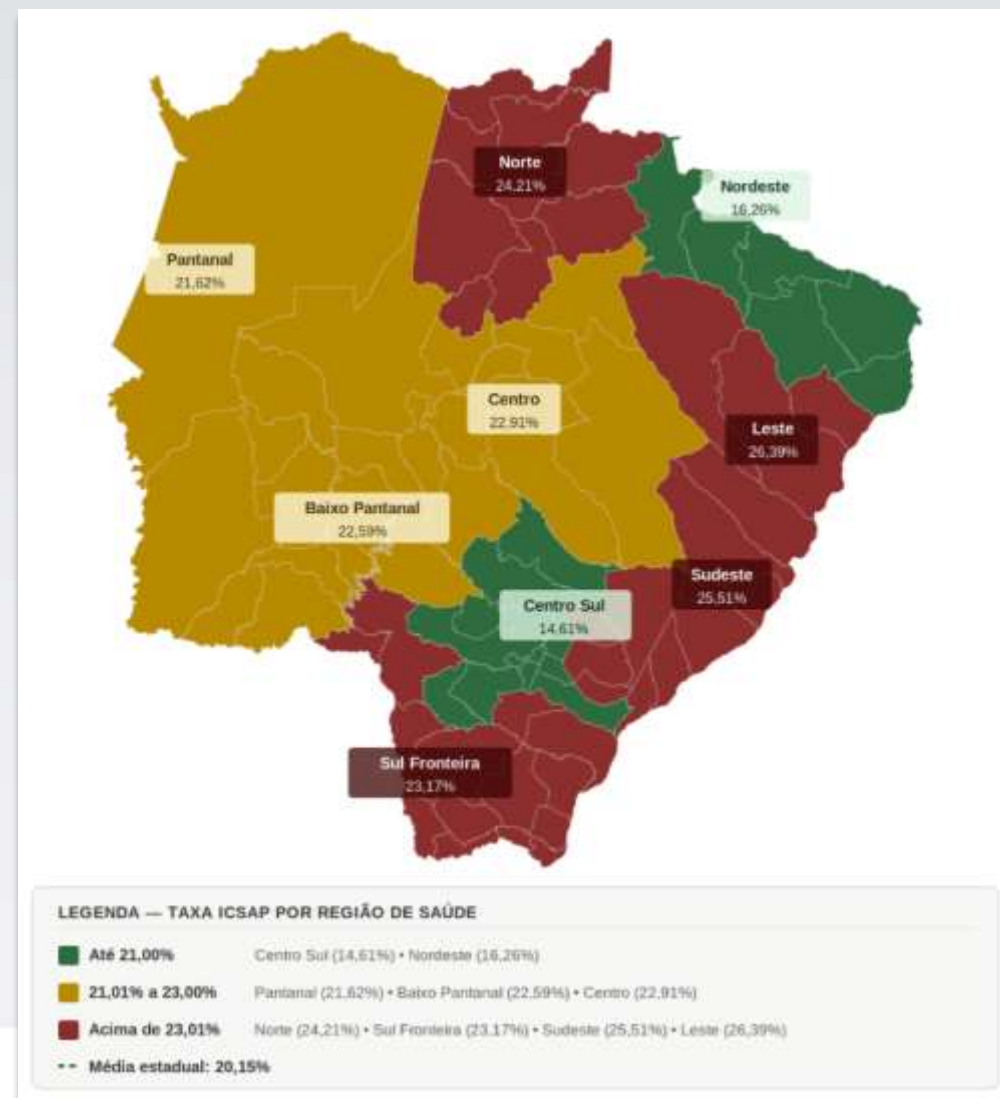 Norte
24,21%
Nordeste
16,26%
Pantanal
21,62%
Centro
22,91%
Leste
26,39%
Baixo Pantanal
22,59%
Sudeste
25,51%
Centro Sul
14,61%
Sul Fronteira
23,17%
LEGENDA — TAXA ICSAP POR REGIÃO DE SAÚDE
Até 21,00% Centro Sul (14,61%) • Nordeste (16,26%)
21,01% a 23,00% Pantanal (21,62%) • Baixo Pantanal (22,59%) • Centro (22,91%)
Acima de 23,01% Norte (24,21%) • Sul Fronteira (23,17%) • Sudeste (25,51%) • Leste (26,39%)
Média estadual: 20,15%